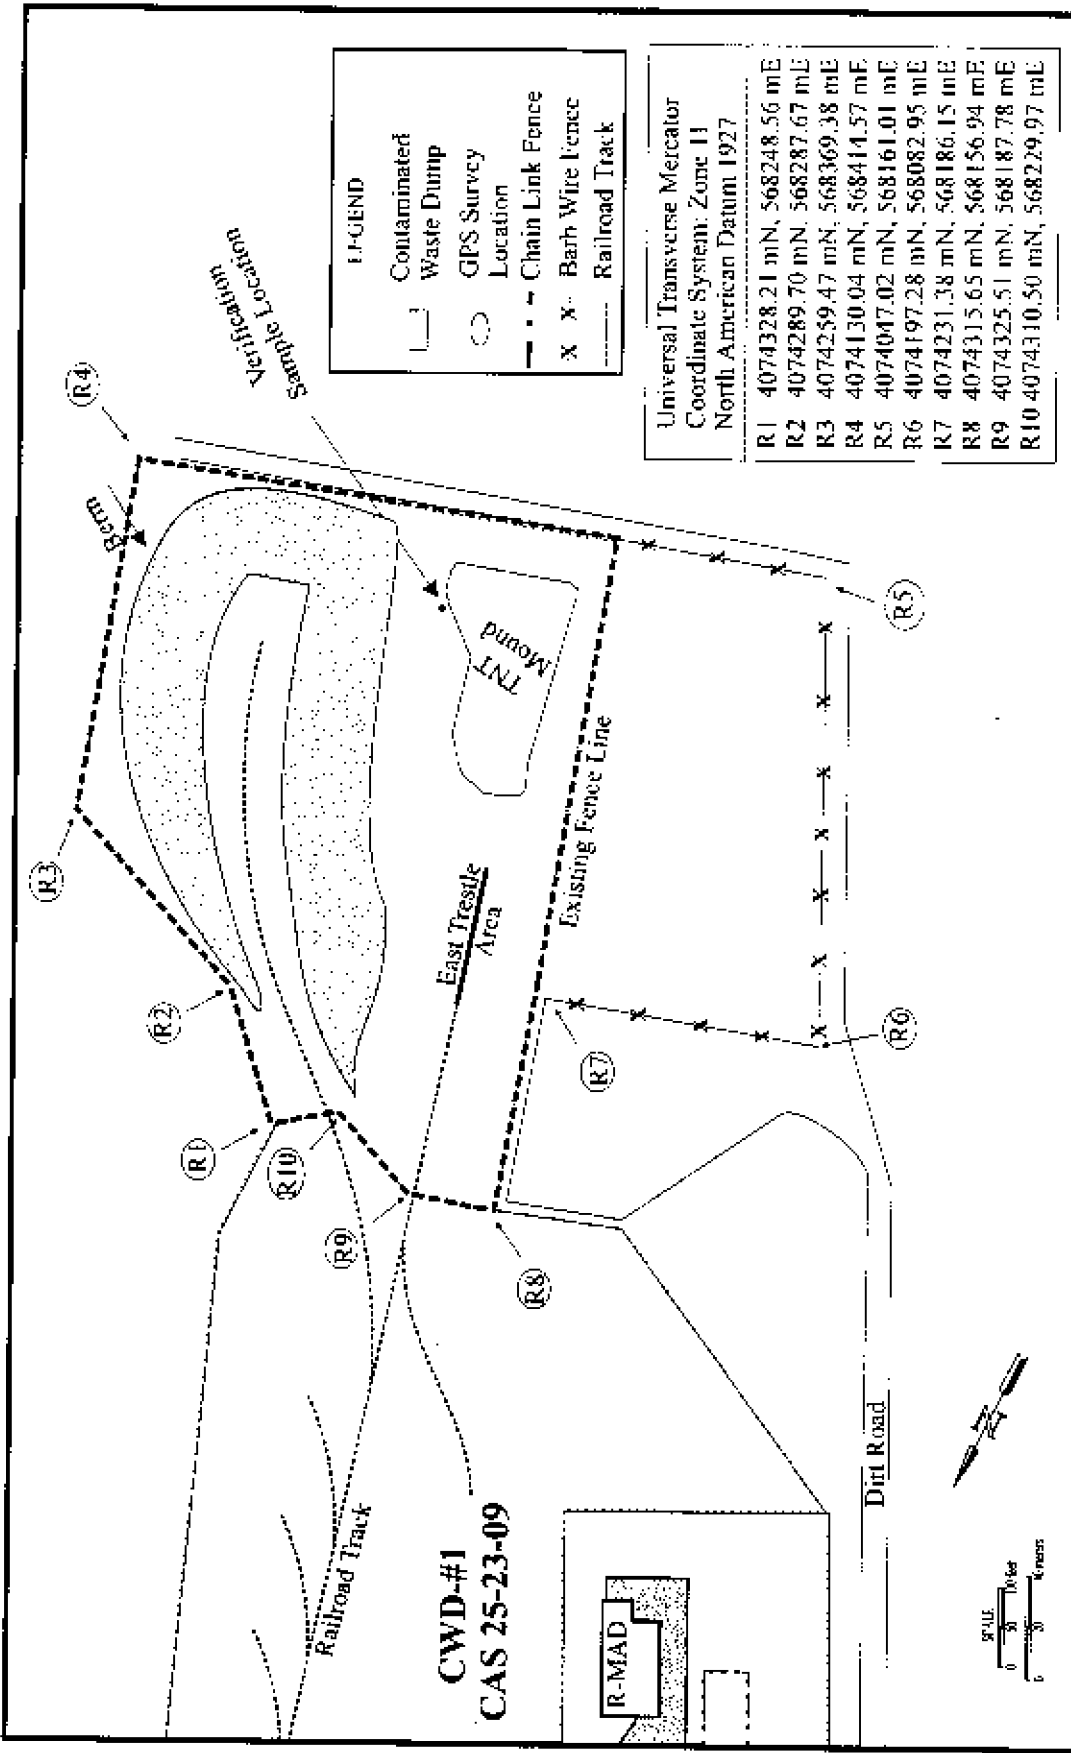 CWD-#1
CAS 25-23-09
R-MAD
Railroad Track
Dirt Road
SCALE
0
50
100 feet
0
20
N
R1
R2
R3
R4
R5
R6
R7
R8
R9
R10
Berm
Verification
Sample Location
TNT
Mound
East Trestle
Area
Existing Fence Line
LEGEND
Contaminated
Waste Dump
GPS Survey
Location
Chain Link Fence
X X Barb Wire Fence
Railroad Track
Universal Transverse Mercator
Coordinate System: Zone 11
North American Datum 1927
R1 4074328.21 mN, 568248.56 mE
R2 4074289.70 mN, 568287.67 mE
R3 4074259.47 mN, 568369.38 mE
R4 4074130.04 mN, 568414.57 mE
R5 4074047.02 mN, 568161.01 mE
R6 4074197.28 mN, 568082.95 mE
R7 4074231.38 mN, 568186.15 mE
R8 4074315.65 mN, 568156.94 mE
R9 4074325.51 mN, 568187.78 mE
R10 4074310.50 mN, 568229.97 mE